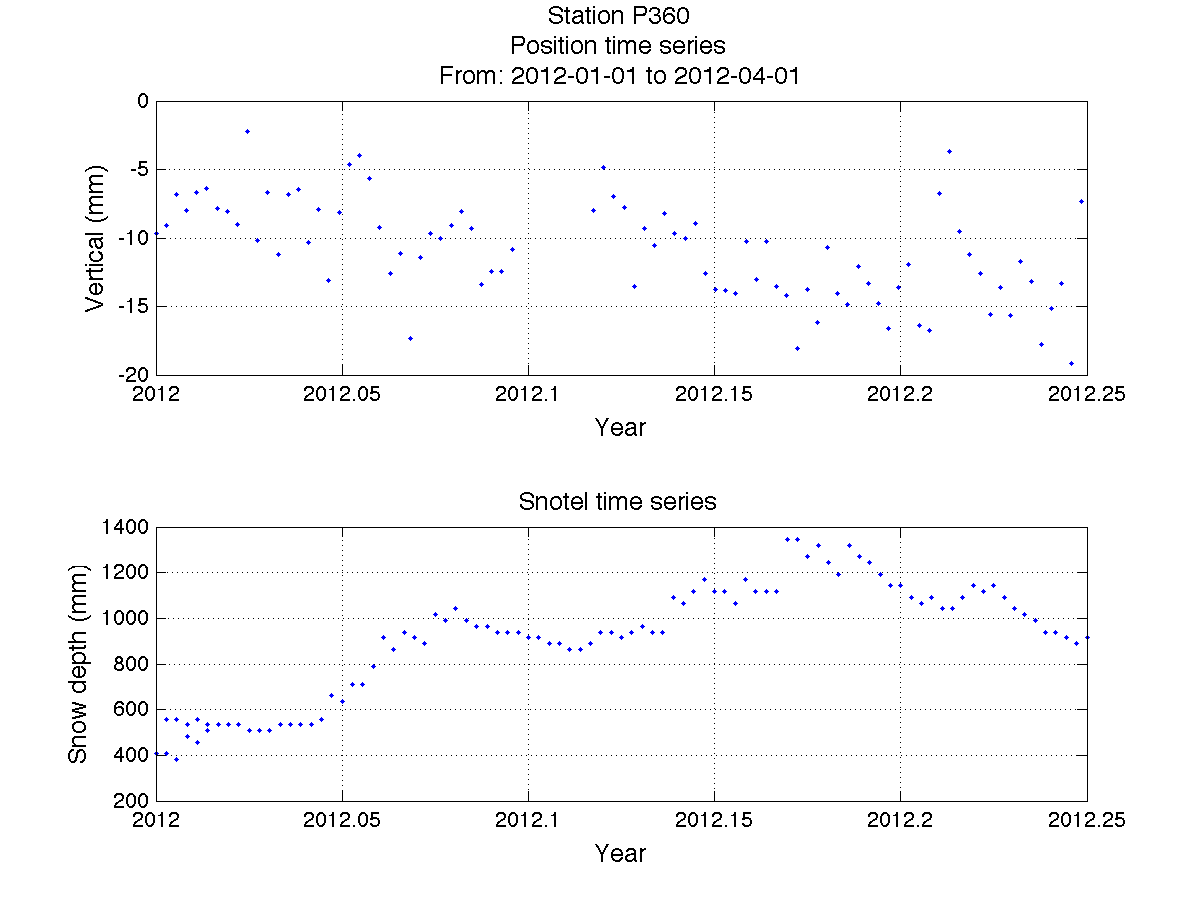 Station P360
Position time series
From: 2012-01-01 to 2012-04-01
0
-5
-10
-15
-20
Vertical (mm)
2012 2012.05 2012.1 2012.15 2012.2 2012.25
Year
Snotel time series
1400
1200
1000
800
600
400
200
Snow depth (mm)
2012 2012.05 2012.1 2012.15 2012.2 2012.25
Year